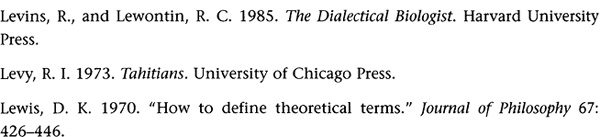 Levins, R., and Lewontin, R. C. 1985. The Dialectical Biologist. Harvard University
Press.
Levy, R. I. 1973. Tahitians. University of Chicago Press.
Lewis, D. K. 1970. “How to define theoretical terms.” Journal of Philosophy 67:
426–446.